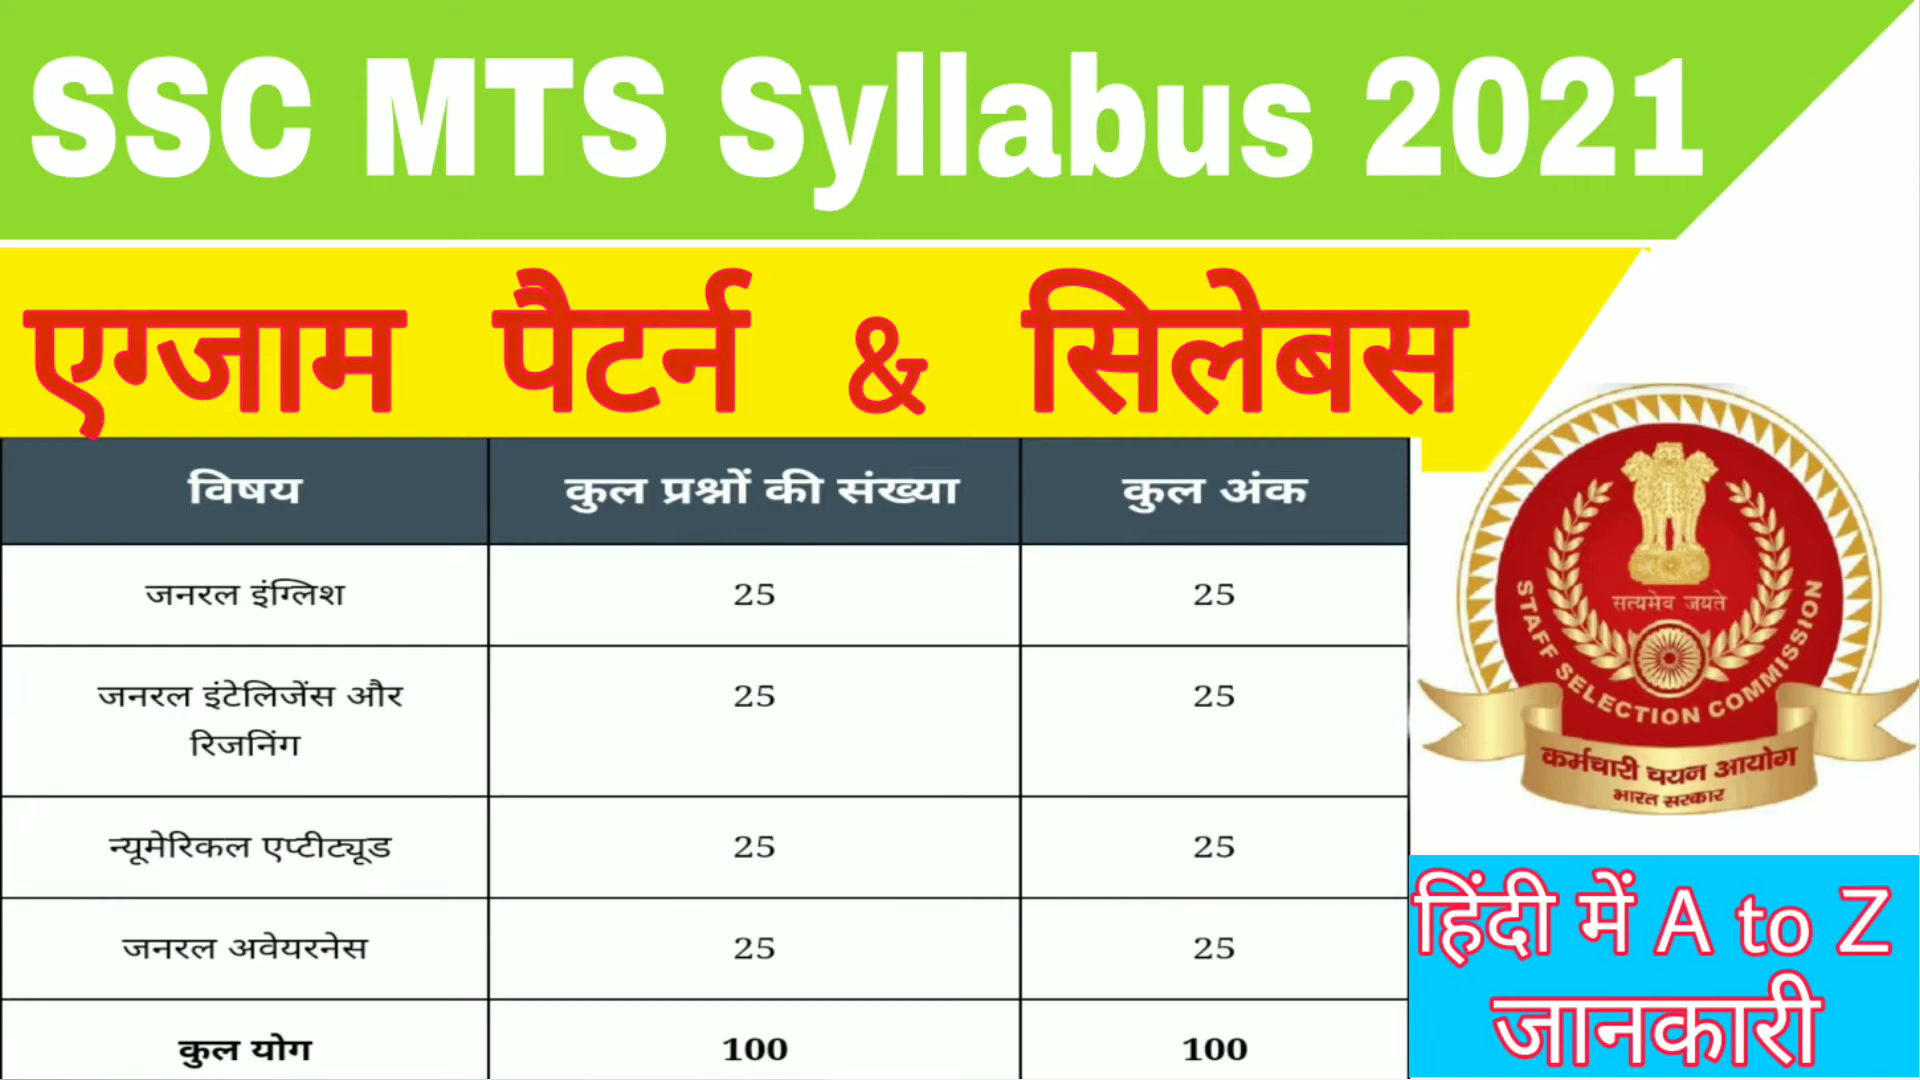 SSC MTS Syllabus 2021
एग्जाम पैटर्न & सिलेबस
विषय कुल प्रश्नों की संख्या कुल अंक
जनरल इंग्लिश 25 25
जनरल इंटेलिजेंस और 25 25
रिजनिंग
न्यूमेरिकल एप्टीट्यूड 25 25
जनरल अवेयरनेस 25 25
कुल योग 100 100
सत्यमेव जयते
STAFF SELECTION COMMISSION
कर्मचारी चयन आयोग
भारत सरकार
हिंदी में A to Z
जानकारी